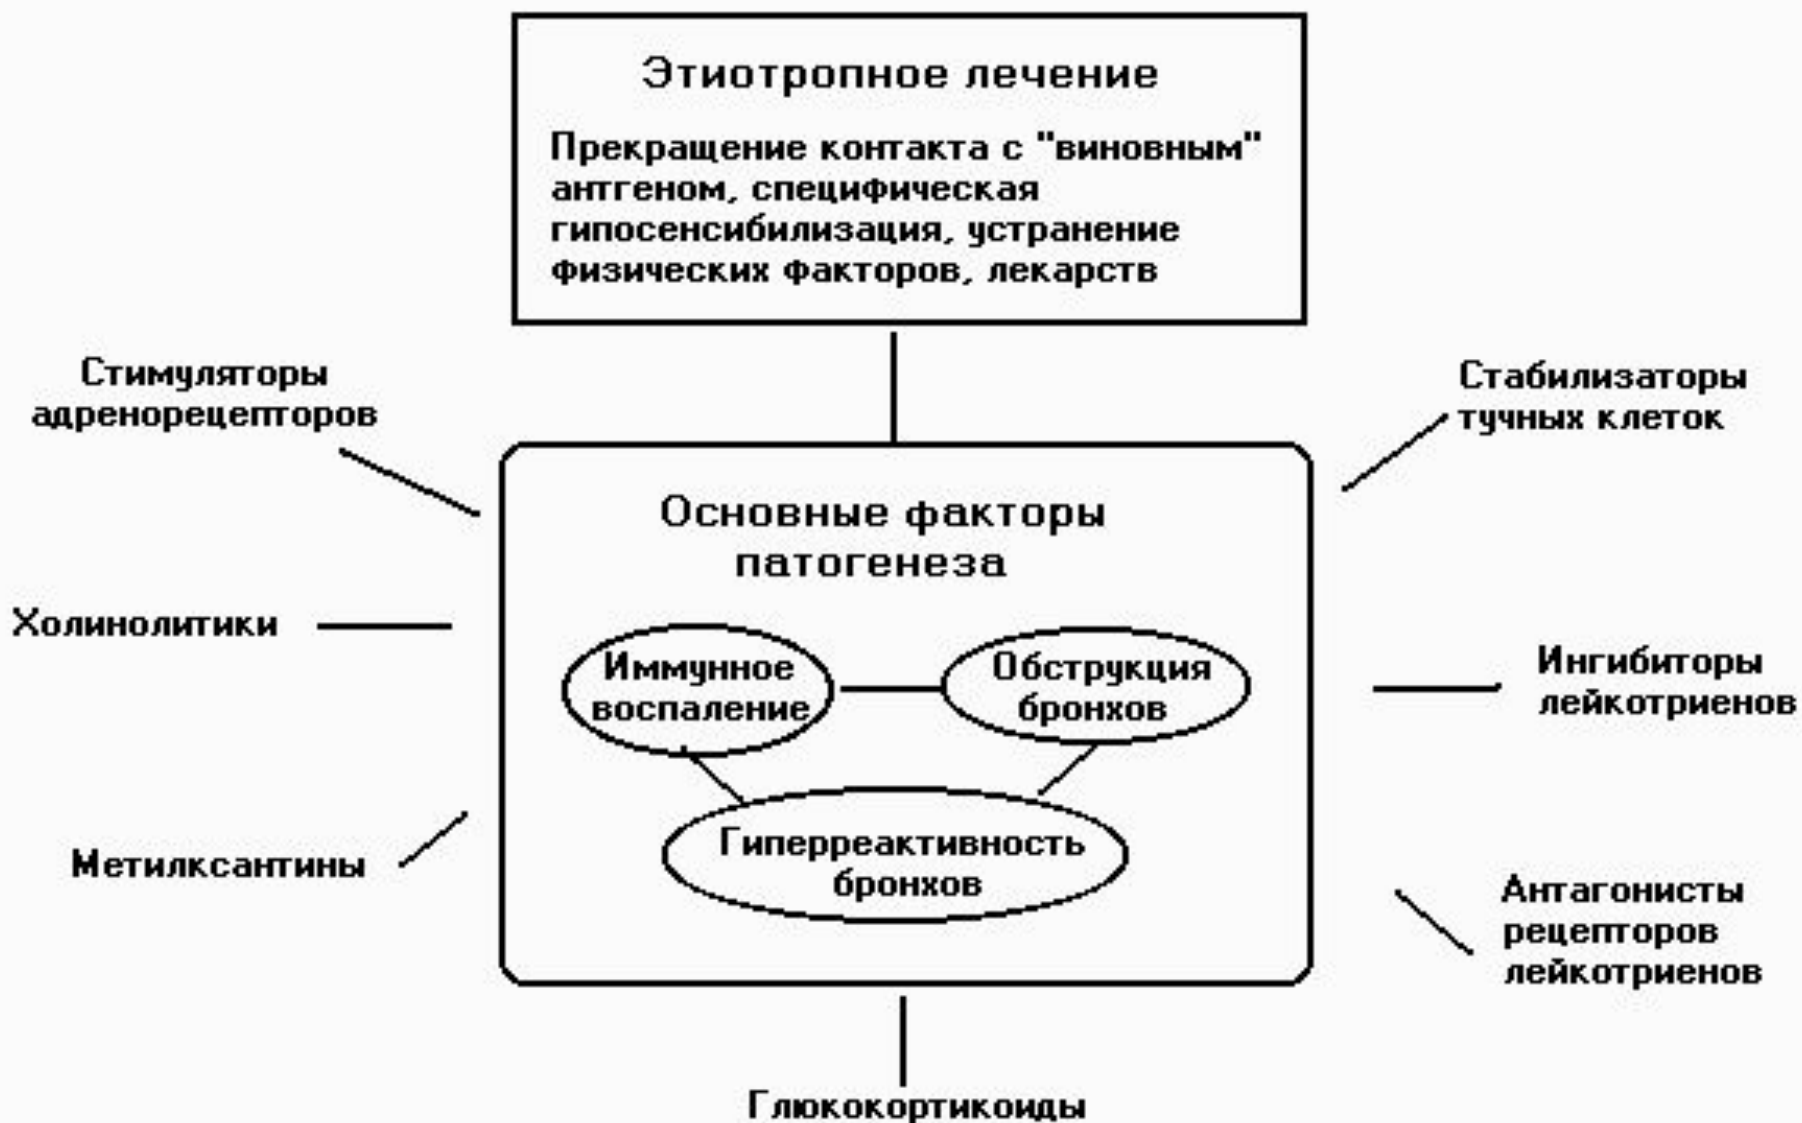 Этиотропное лечение
Прекращение контакта с "виновным"
антгеном, специфическая
гипосенсибилизация, устранение
физических факторов, лекарств
Стимуляторы
адренорецепторов
Стабилизаторы
тучных клеток
Основные факторы
патогенеза
Холинолитики
Иммунное
воспаление
Обструкция
бронхов
Ингибиторы
лейкотриенов
Метилксантины
Гиперреактивность
бронхов
Антагонисты
рецепторов
лейкотриенов
Глюкокортикоиды